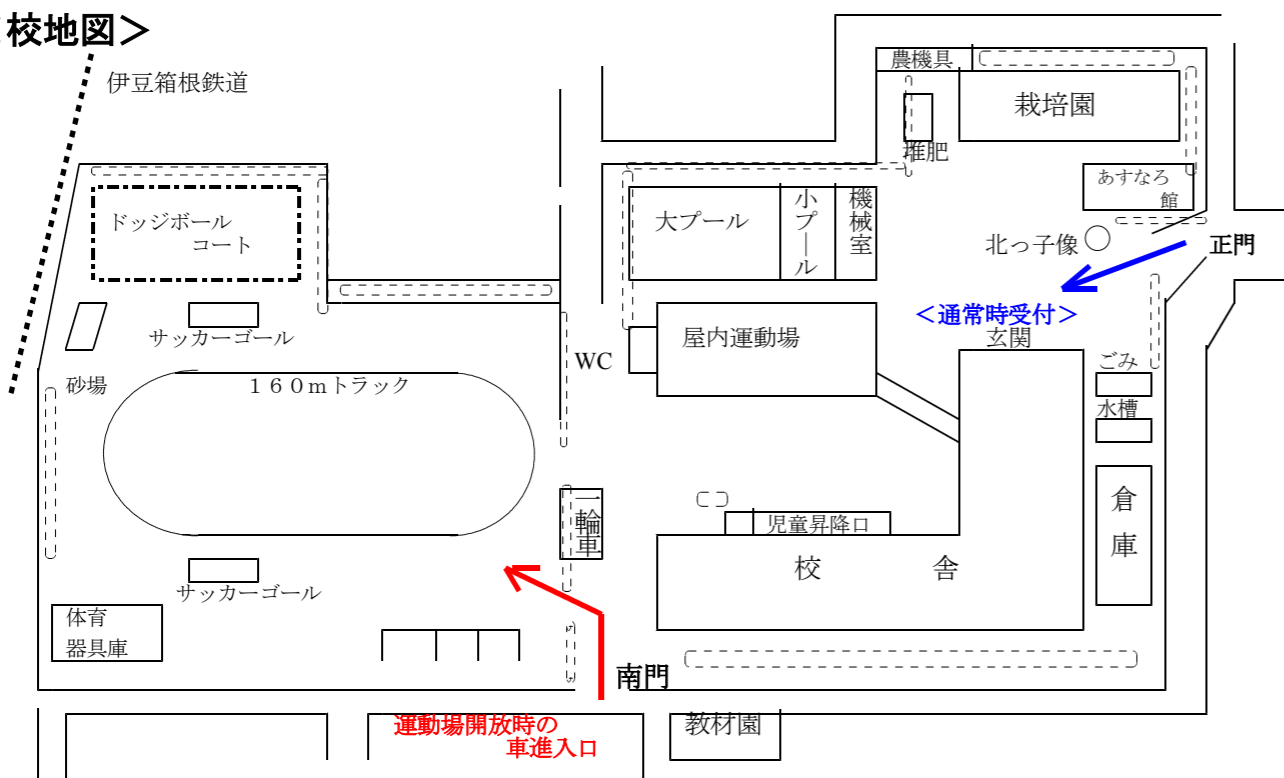 校地図＞
伊豆箱根鉄道
農機具
栽培園
堆肥
あすなろ
館
ドッジボール
コート
大プール
小プール
機械室
北っ子像
正門
＜通常時受付＞
玄関
サッカーゴール
屋内運動場
WC
ごみ
砂場
１６０ｍトラック
水槽
一輪車
倉庫
児童昇降口
校　舎
サッカーゴール
体育
器具庫
南門
運動場開放時の
車進入口
教材園